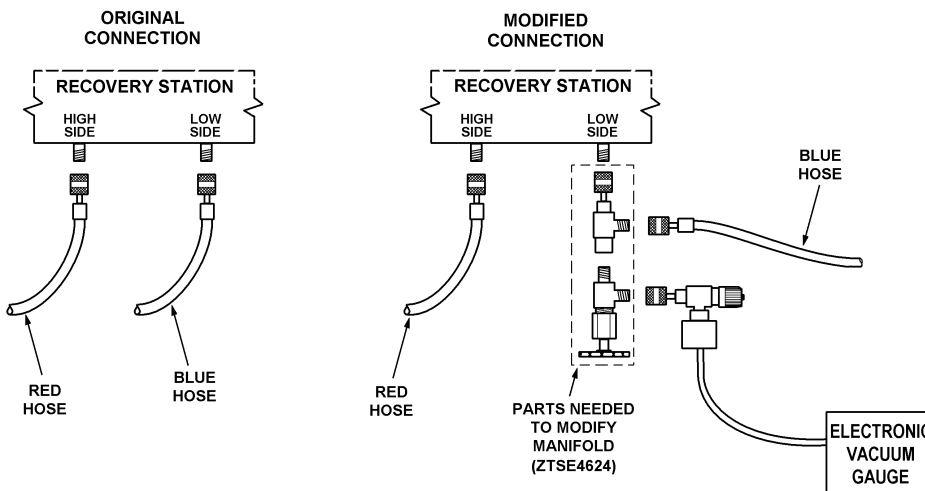 ORIGINAL
CONNECTION
RECOVERY STATION
HIGH
SIDE
LOW
SIDE
RED
HOSE
BLUE
HOSE
MODIFIED
CONNECTION
RECOVERY STATION
HIGH
SIDE
LOW
SIDE
BLUE
HOSE
RED
HOSE
PARTS NEEDED
TO MODIFY
MANIFOLD
(ZTSE4624)
ELECTRONIC
VACUUM
GAUGE